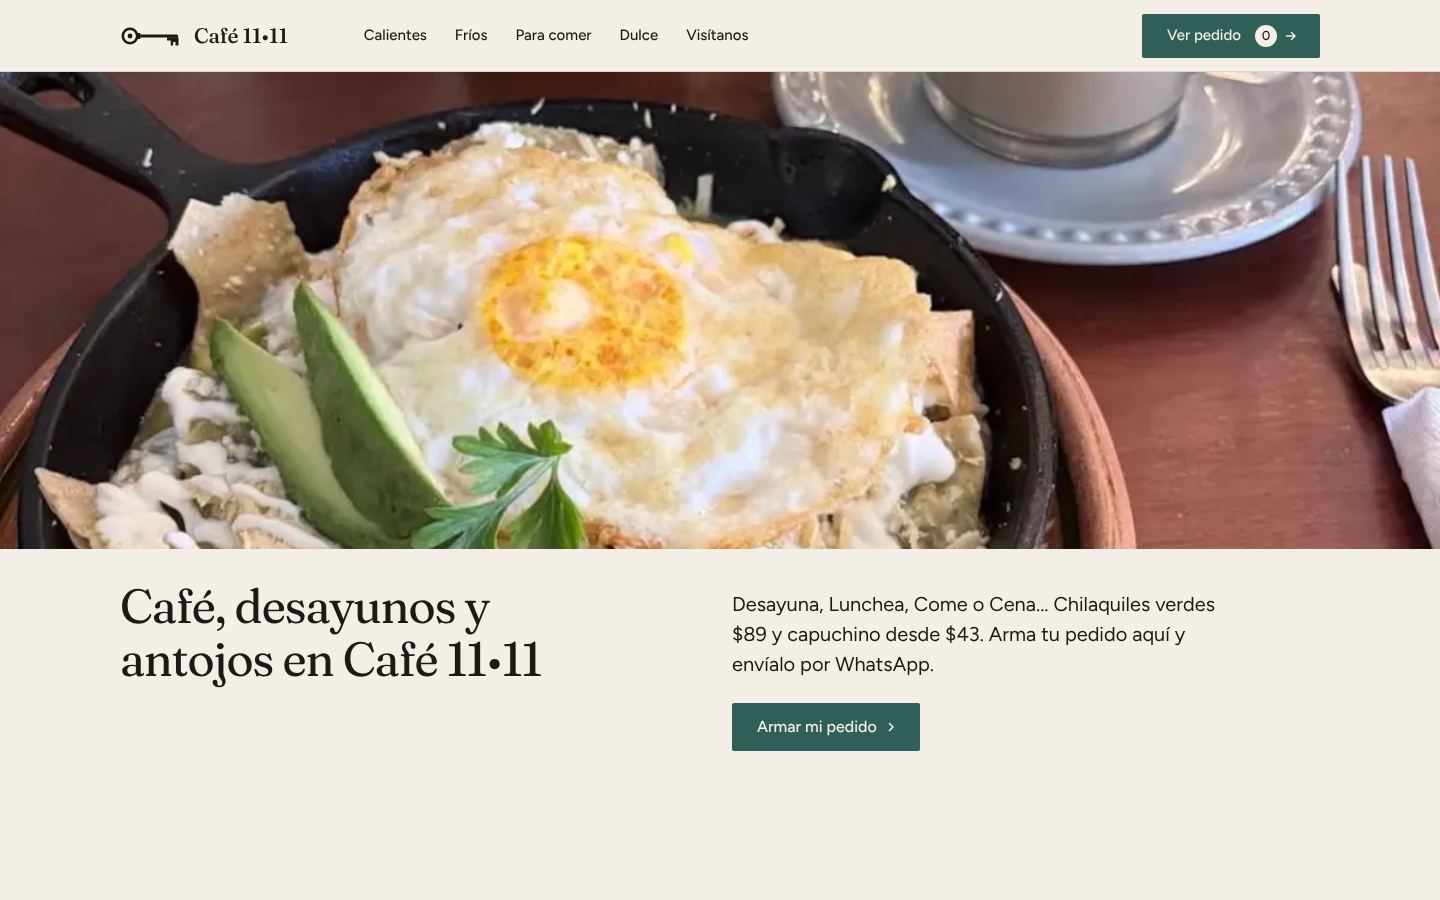 Café 11•11
Calientes
Fríos
Para comer
Dulce
Visítanos
Ver pedido 0 →
Café, desayunos y
antojos en Café 11•11
Desayuna, Lunchea, Come o Cena... Chilaquiles verdes
$89 y capuchino desde $43. Arma tu pedido aquí y
envíalo por WhatsApp.
Armar mi pedido ›